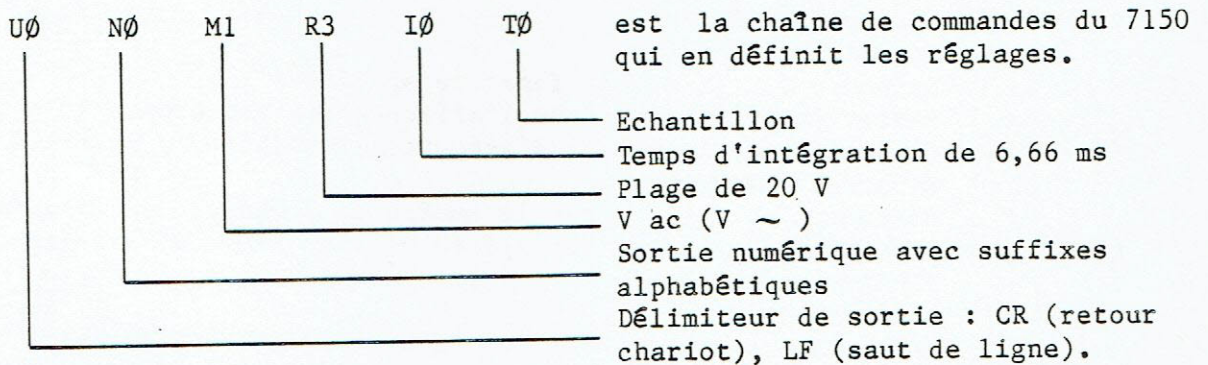 UØ NØ M1 R3 IØ TØ est la chaîne de commandes du 7150
qui en définit les réglages.
Echantillon
Temps d'intégration de 6,66 ms
Plage de 20 V
V ac (V ~ )
Sortie numérique avec suffixes
alphabétiques
Délimiteur de sortie : CR (retour
chariot), LF (saut de ligne).